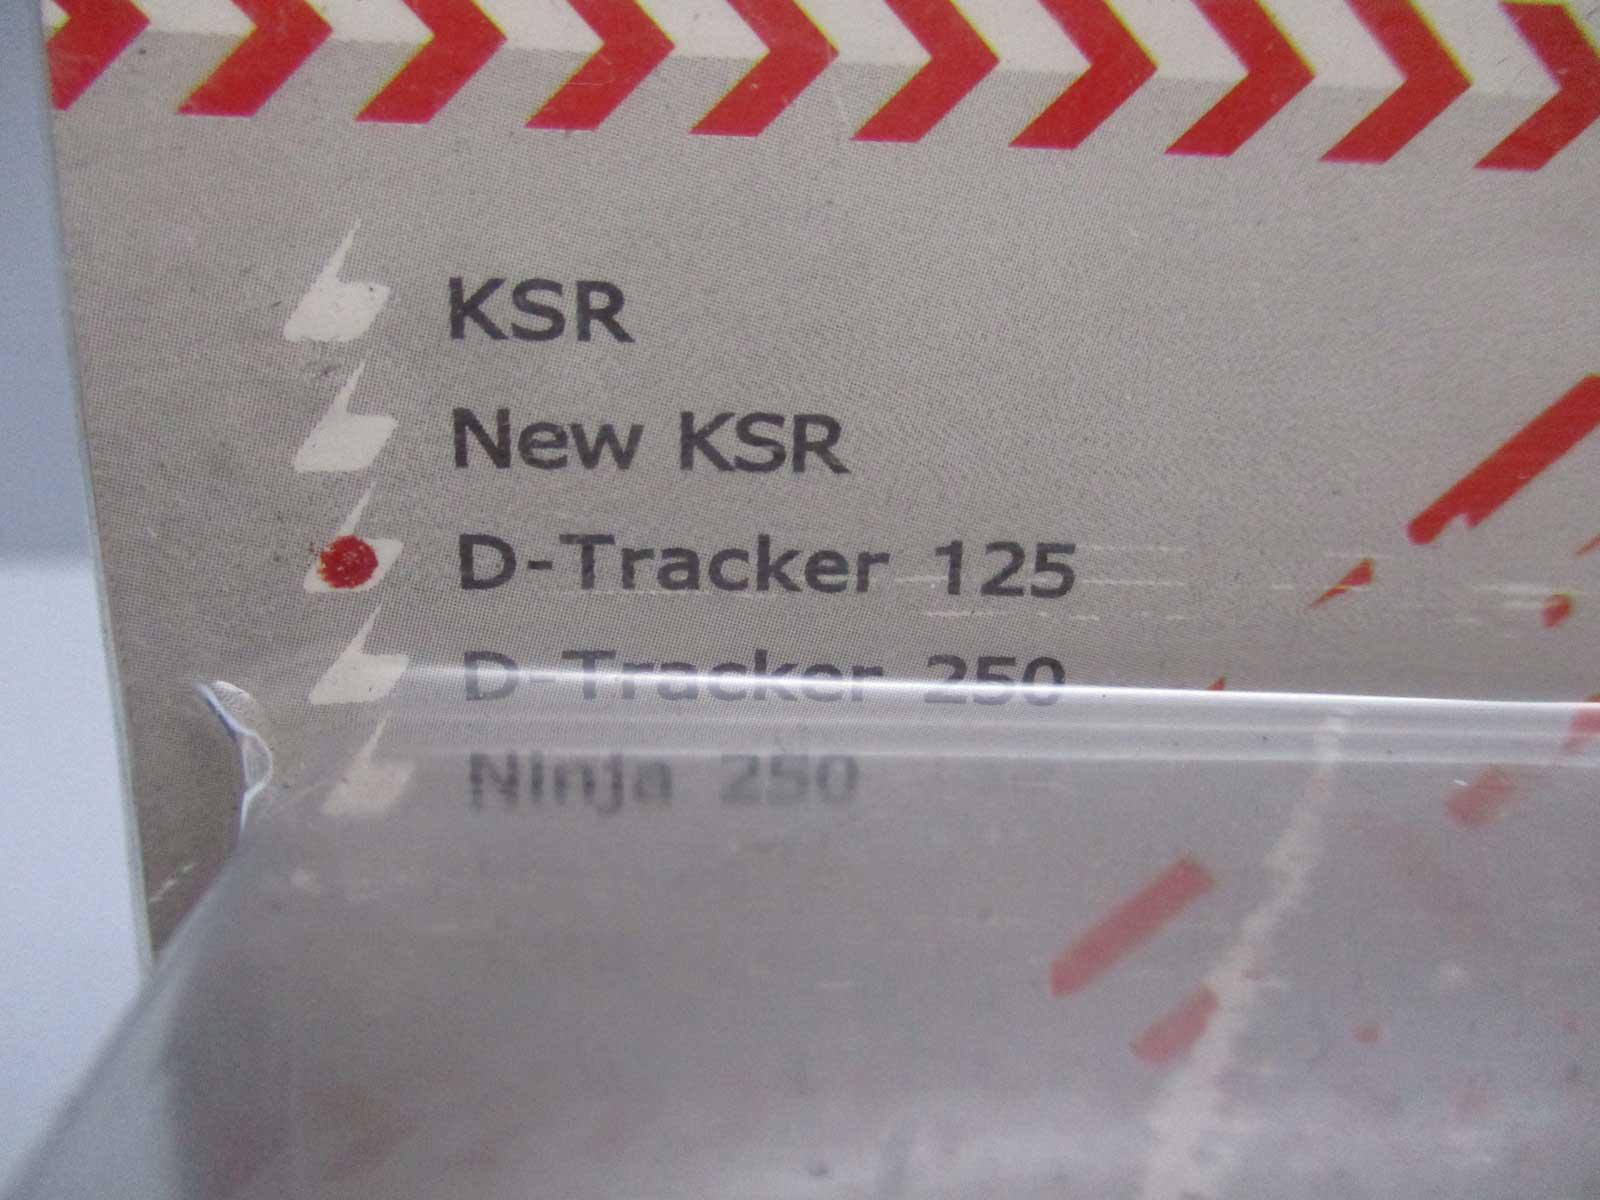 KSR
New KSR
D-Tracker 125
D-Tracker 250
Ninja 250